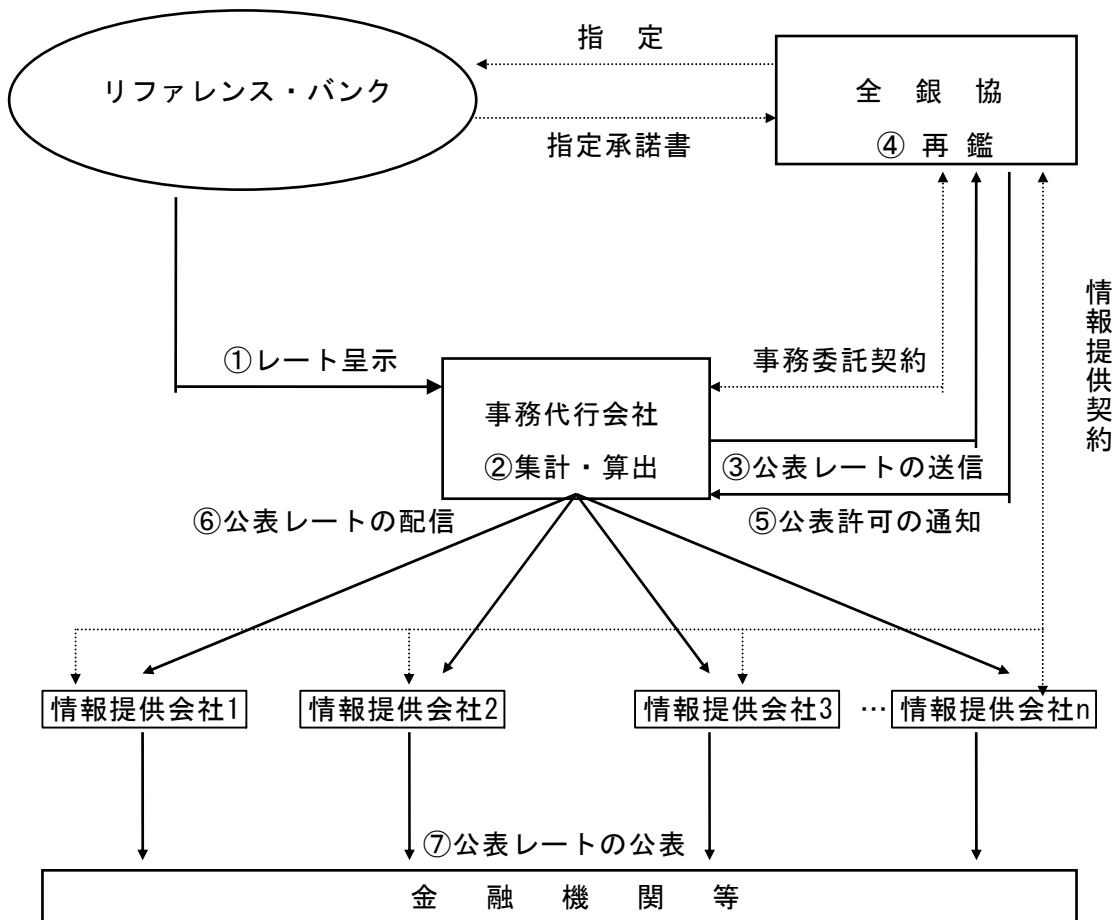 指 定
リファレンス・バンク
全 銀 協
④ 再 鑑
指定承諾書
情報提供契約
①レート呈示
事務委託契約
事務代行会社
②集計・算出
③公表レートの送信
⑥公表レートの配信
⑤公表許可の通知
情報提供会社1
情報提供会社2
情報提供会社3
…
情報提供会社n
⑦公表レートの公表
金 融 機 関 等